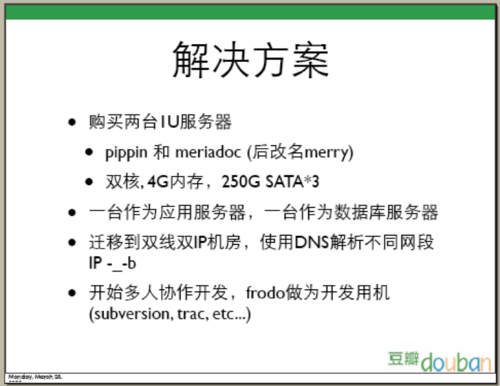 解决方案
• 购买两台1U服务器
• pippin 和 meriadoc (后改名merry)
• 双核, 4G内存，250G SATA*3
• 一台作为应用服务器，一台作为数据库服务器
• 迁移到双线双IP机房，使用DNS解析不同网段
IP -_-b
• 开始多人协作开发，frodo做为开发用机
(subversion, trac, etc...)
豆瓣douban
Monday, March 23,